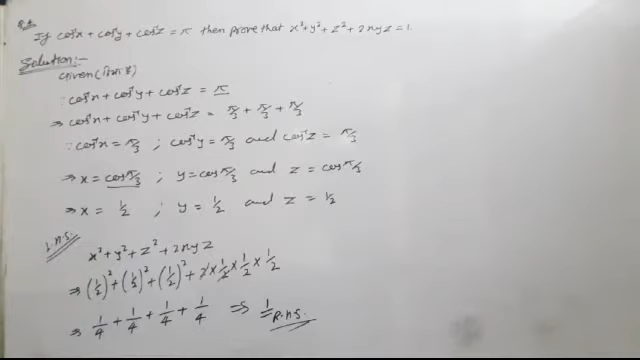 Q.4.
If cos⁻¹x + cos⁻¹y + cos⁻¹z = π then prove that x²+y²+z²+2xyz=1.
Solution:-
Given (दिया है)
∵ cos⁻¹x + cos⁻¹y + cos⁻¹z = π
⇒ cos⁻¹x + cos⁻¹y + cos⁻¹z = π/3 + π/3 + π/3
∵ cos⁻¹x = π/3 ; cos⁻¹y = π/3 and cos⁻¹z = π/3
⇒ x = cos π/3 ; y = cos π/3 and z = cos π/3
⇒ x = 1/2 ; y = 1/2 and z = 1/2
L.H.S.
x² + y² + z² + 2xyz
⇒ (1/2)² + (1/2)² + (1/2)² + 2 × 1/2 × 1/2 × 1/2
⇒ 1/4 + 1/4 + 1/4 + 1/4 ⇒ 1 R.H.S.